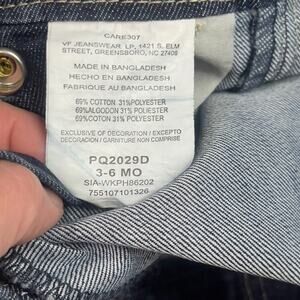 CARE307
VF JEANSWEAR LP, 1421 S. ELM
STREET, GREENSBORO, NC 27406
MADE IN BANGLADESH
HECHO EN BANGLADESH
FABRIQUE AU BANGLADESH
69% COTTON 31% POLYESTER
69%ALGODON 31% POLIESTER
69%COTON 31% POLYESTER
EXCLUSIVE OF DECORATION / EXCEPTO
DECORACION / GARNITURE NON COMPRISE
PQ2029D
3-6 MO
SIA-WKPH86202
755107101326